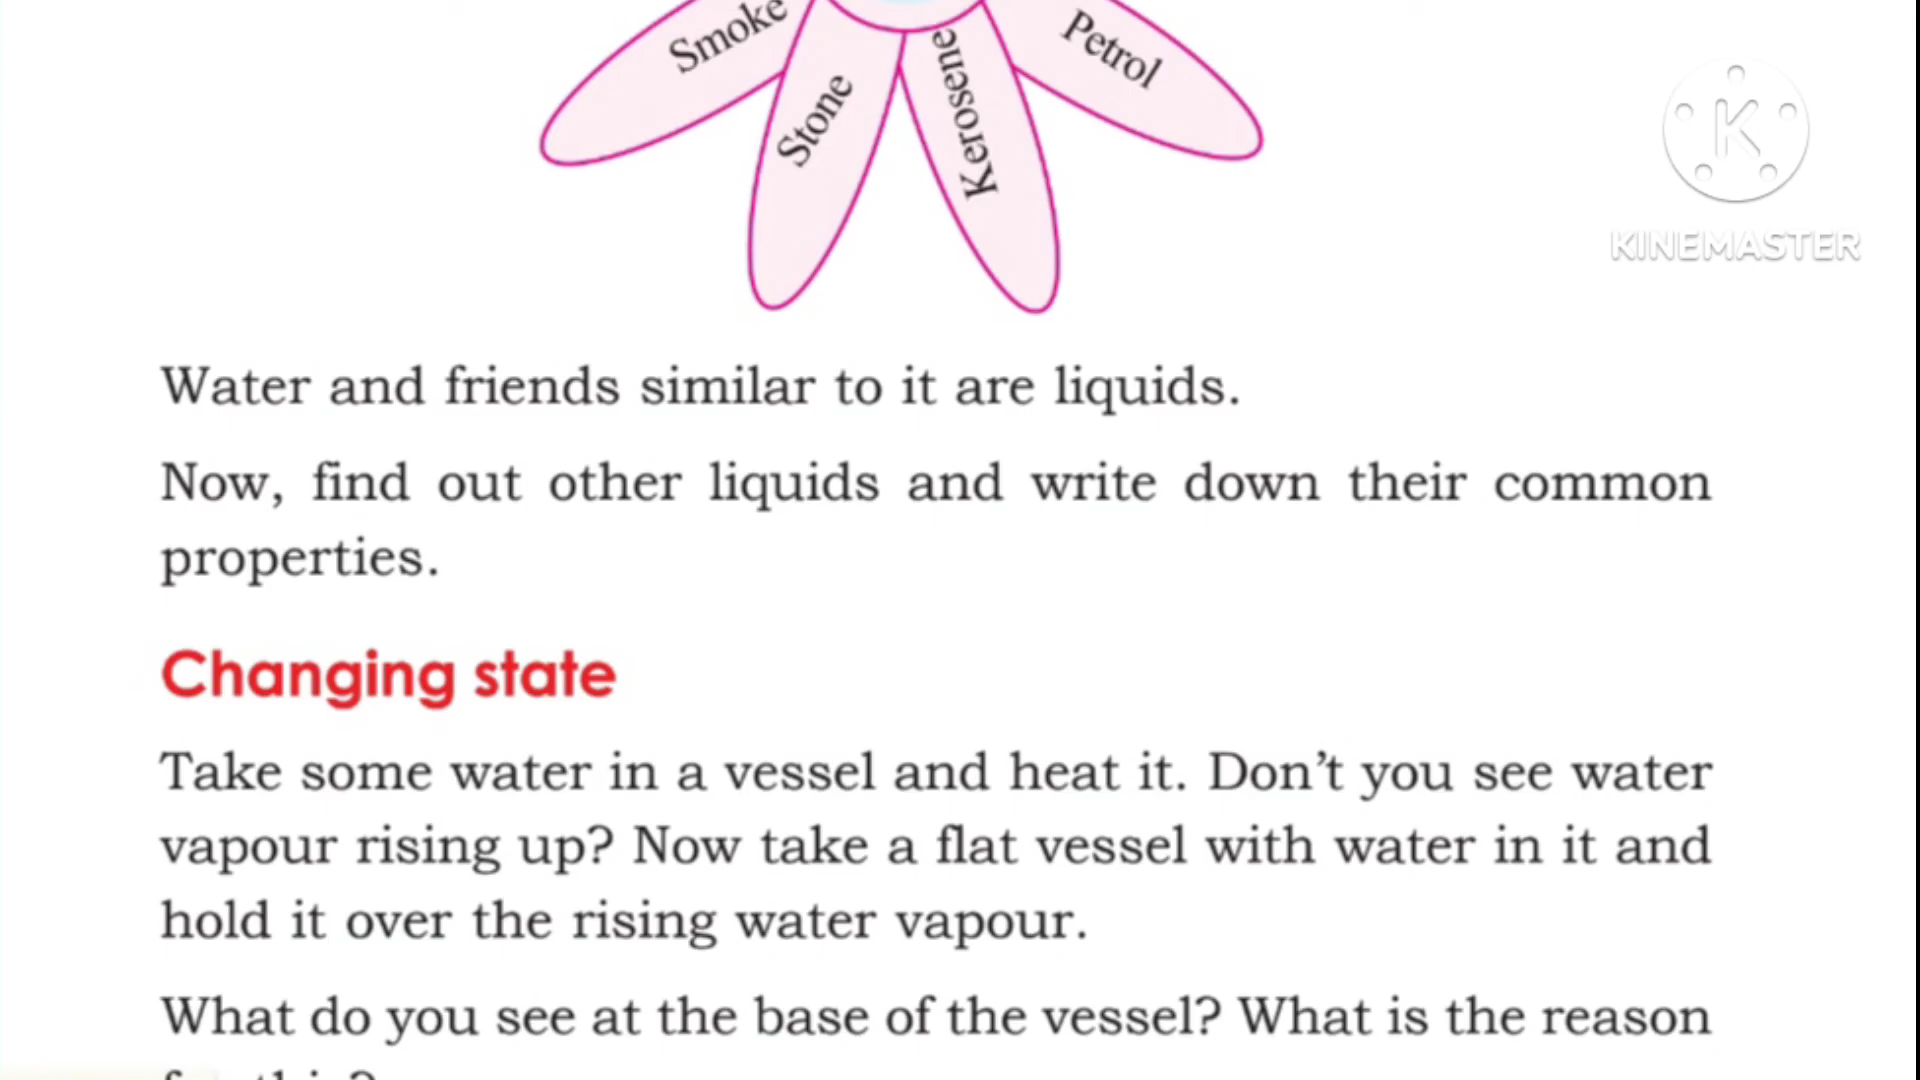 Smoke
Stone
Kerosene
Petrol
K
KINEMASTER
Water and friends similar to it are liquids.
Now, find out other liquids and write down their common
properties.
Changing state
Take some water in a vessel and heat it. Don't you see water
vapour rising up? Now take a flat vessel with water in it and
hold it over the rising water vapour.
What do you see at the base of the vessel? What is the reason